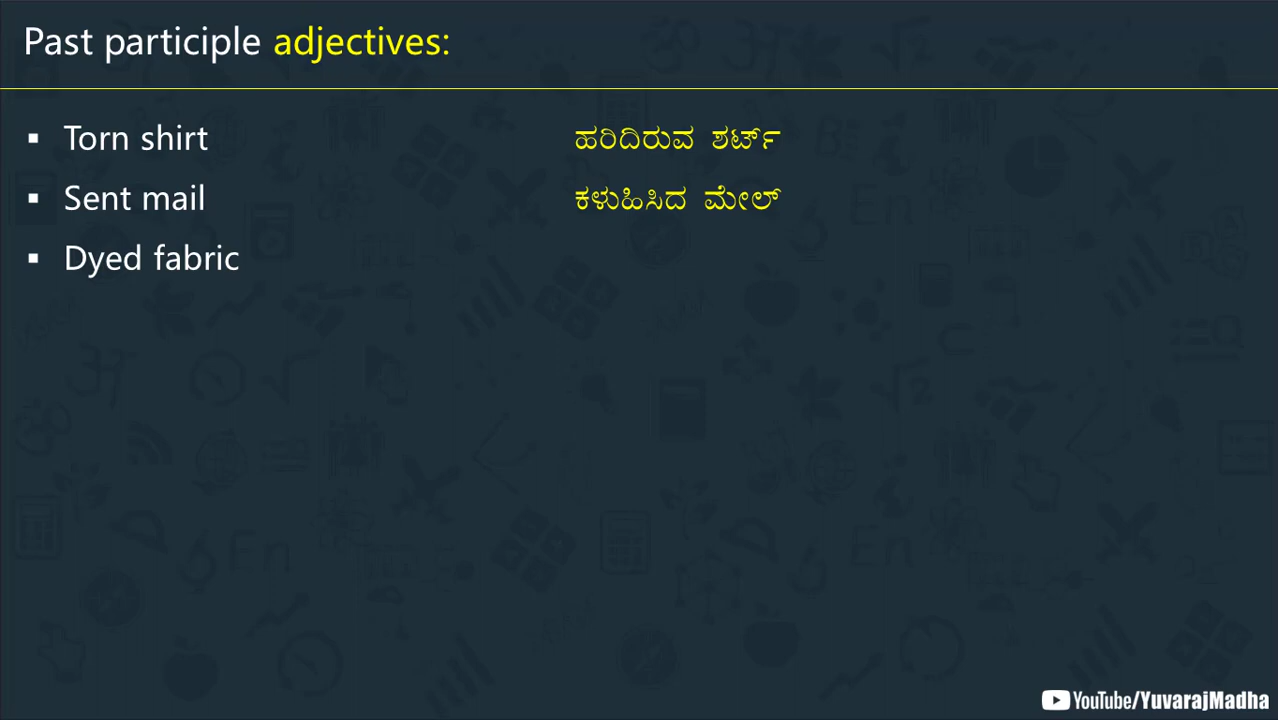 Past participle adjectives:
▪ Torn shirt ಹರಿದಿರುವ ಶರ್ಟ್
▪ Sent mail ಕಳುಹಿಸಿದ ಮೇಲ್
▪ Dyed fabric
YouTube/YuvarajMadha